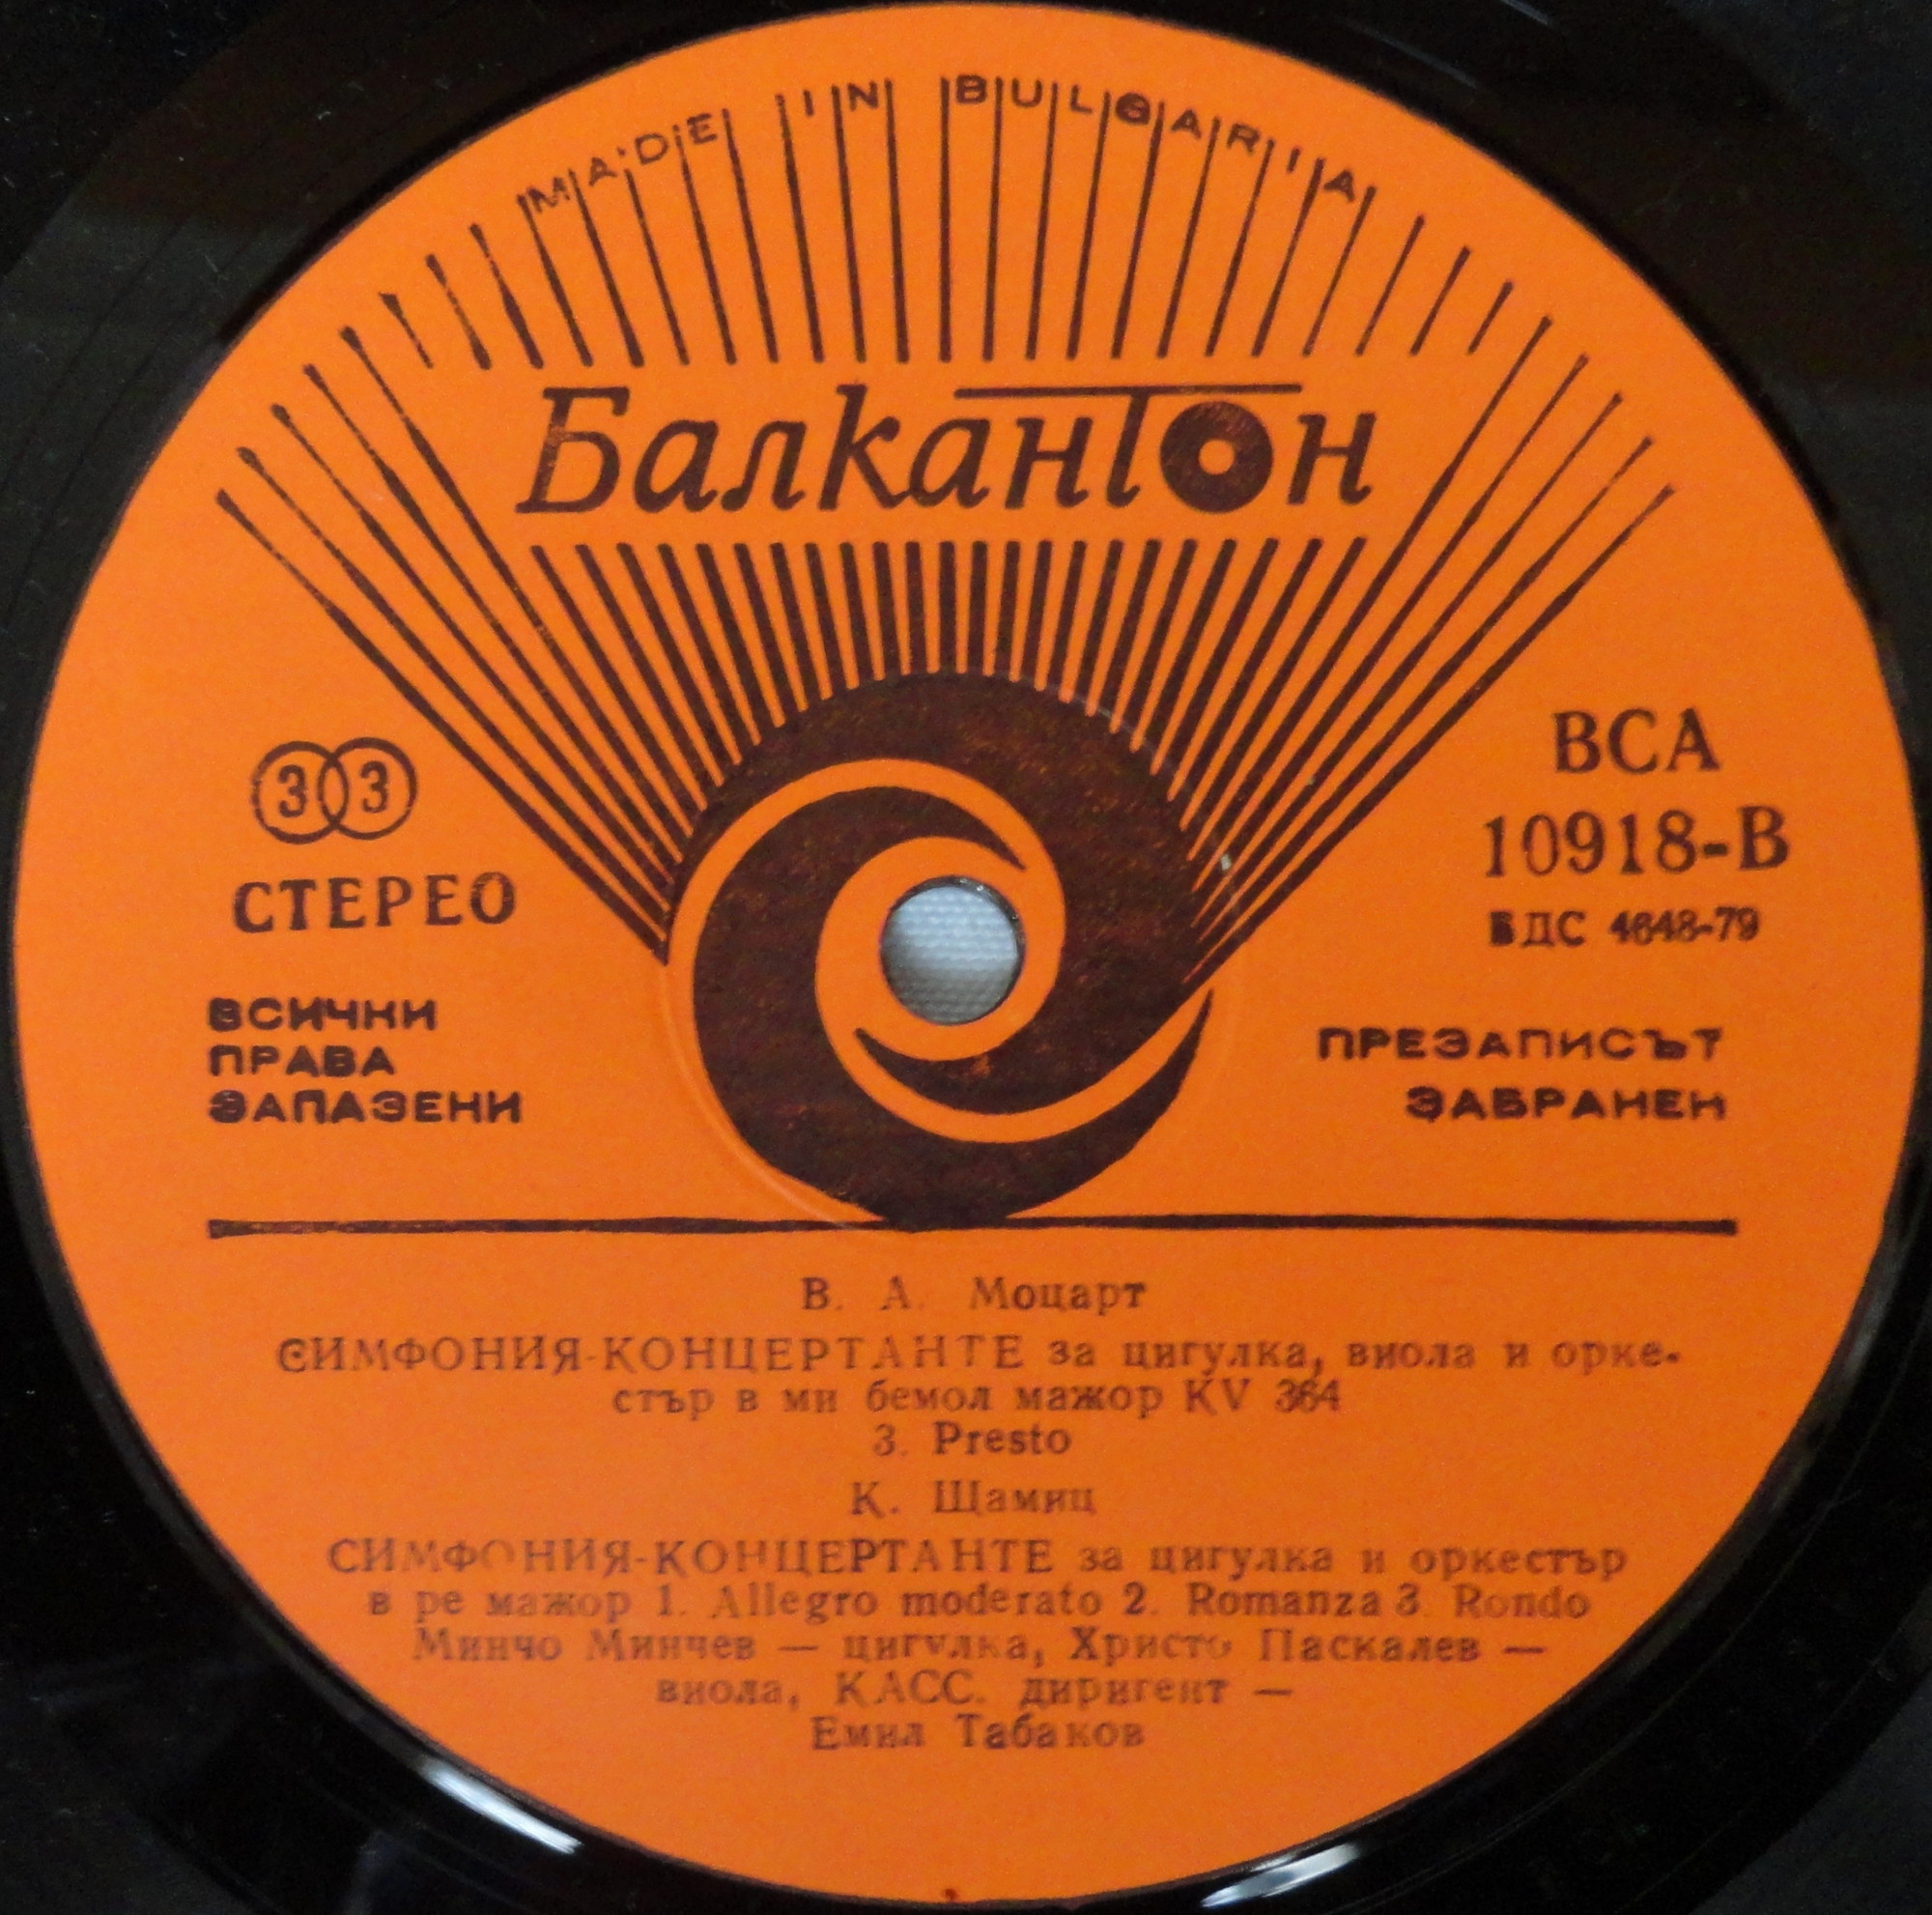 MADE IN BULGARIA
Балкантон
33
СТЕРЕО
ВСИЧКИ
ПРАВА
ЗАПАЗЕНИ
ВСА
10918-В
БДС 4648-79
ПРЕЗАПИСЪТ
ЗАБРАНЕН
В. А. Моцарт
СИМФОНИЯ-КОНЦЕРТАНТЕ за цигулка, виола и орке-
стър в ми бемол мажор KV 364
3. Presto
К. Щамиц
СИМФОНИЯ-КОНЦЕРТАНТЕ за цигулка и оркестър
в ре мажор 1. Allegro moderato 2. Romanza 3. Rondo
Минчо Минчев — цигулка, Христо Паскалев —
виола, КАСС. диригент —
Емил Табаков